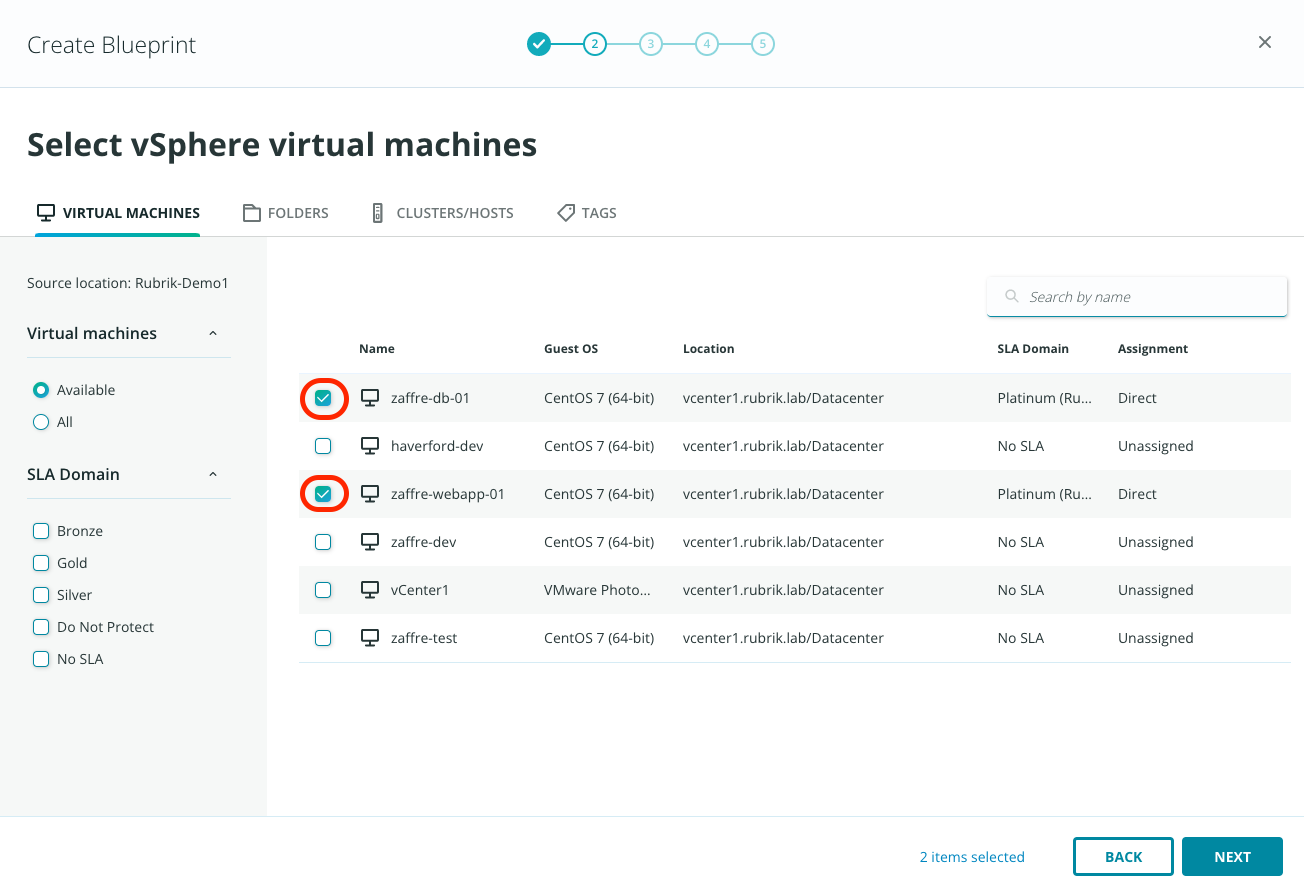 Create Blueprint
2 3 4 5
Select vSphere virtual machines
VIRTUAL MACHINES FOLDERS CLUSTERS/HOSTS TAGS
Source location: Rubrik-Demo1
Virtual machines
Available
All
SLA Domain
Bronze
Gold
Silver
Do Not Protect
No SLA
Search by name
Name Guest OS Location SLA Domain Assignment
zaffre-db-01 CentOS 7 (64-bit) vcenter1.rubrik.lab/Datacenter Platinum (Ru... Direct
haverford-dev CentOS 7 (64-bit) vcenter1.rubrik.lab/Datacenter No SLA Unassigned
zaffre-webapp-01 CentOS 7 (64-bit) vcenter1.rubrik.lab/Datacenter Platinum (Ru... Direct
zaffre-dev CentOS 7 (64-bit) vcenter1.rubrik.lab/Datacenter No SLA Unassigned
vCenter1 VMware Photo... vcenter1.rubrik.lab/Datacenter No SLA Unassigned
zaffre-test CentOS 7 (64-bit) vcenter1.rubrik.lab/Datacenter No SLA Unassigned
2 items selected BACK NEXT